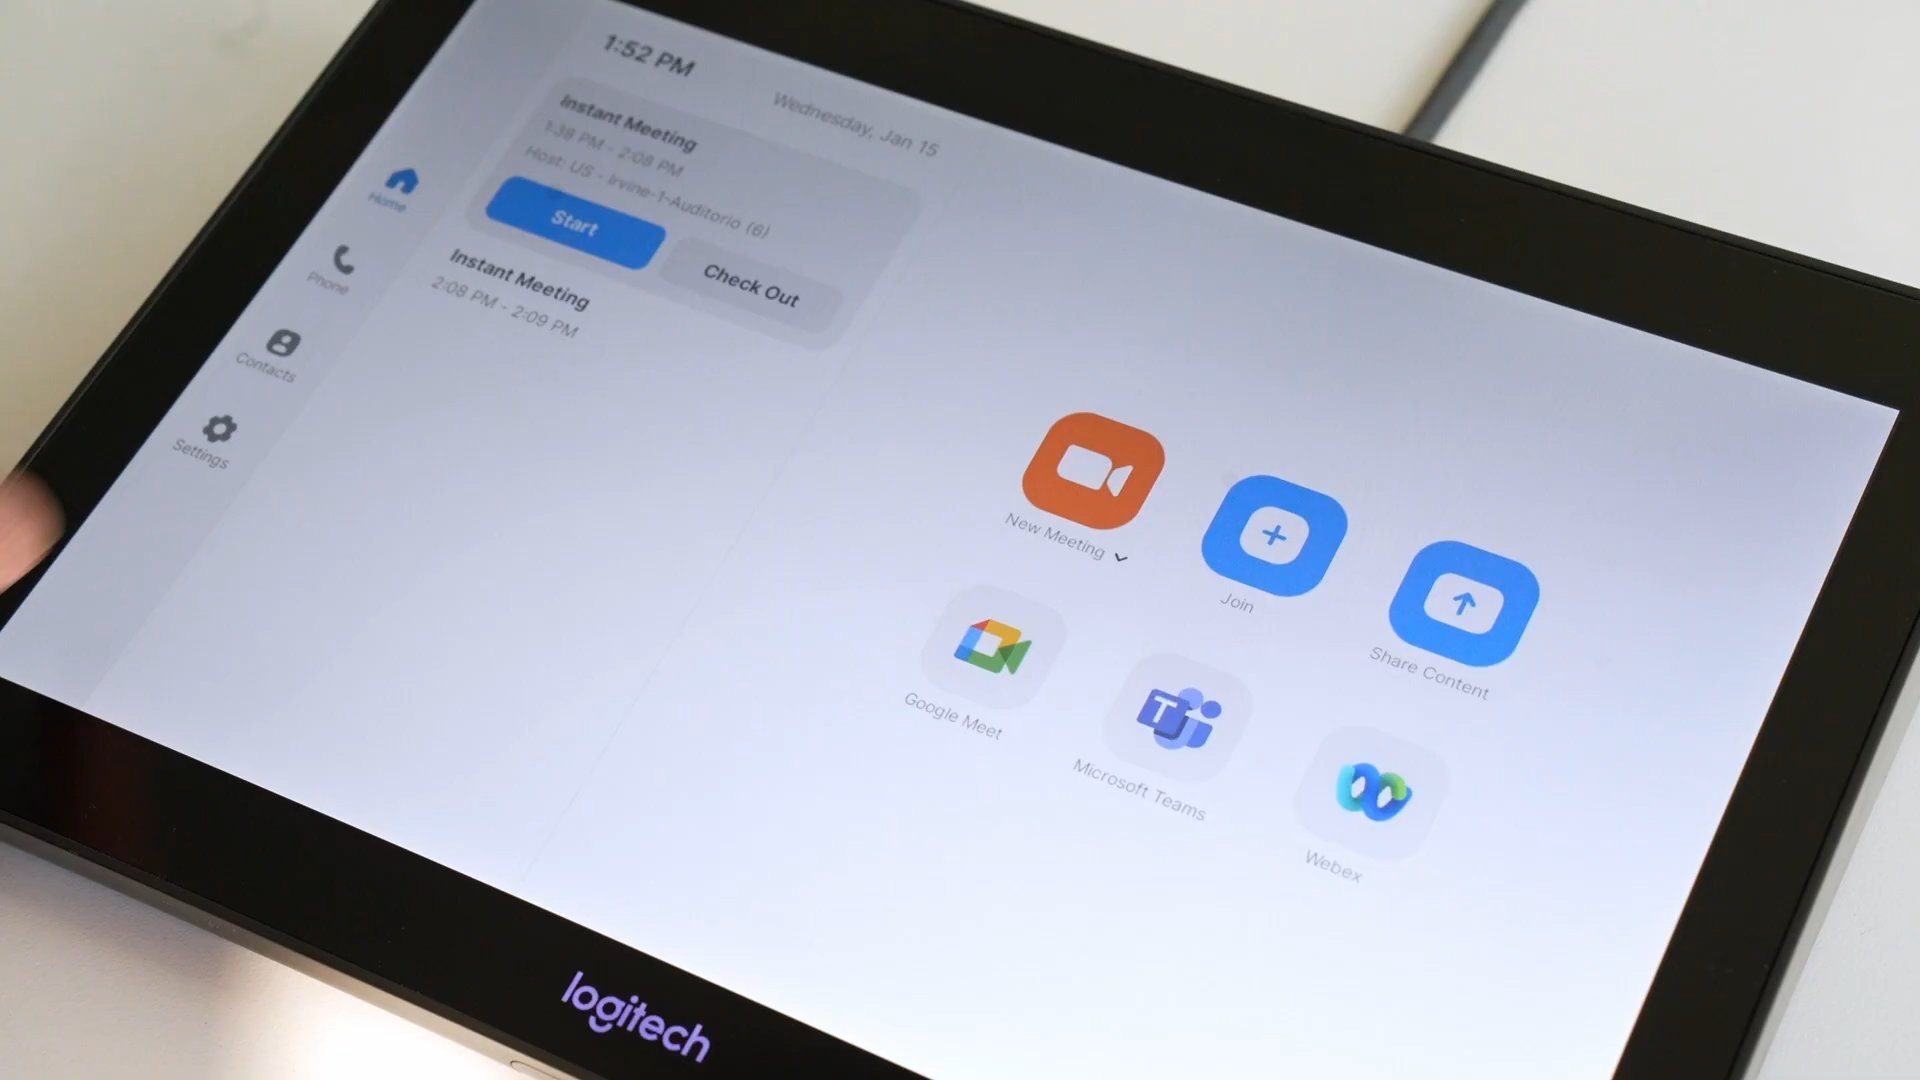 1:52 PM
Wednesday, Jan 15
Instant Meeting
1:38 PM - 2:08 PM
Host: US - Irvine-1-Auditorio (6)
Start
Check Out
Instant Meeting
2:08 PM - 2:09 PM
Home
Phone
Contacts
Settings
New Meeting
Join
Share Content
Google Meet
T
Microsoft Teams
Webex
logitech